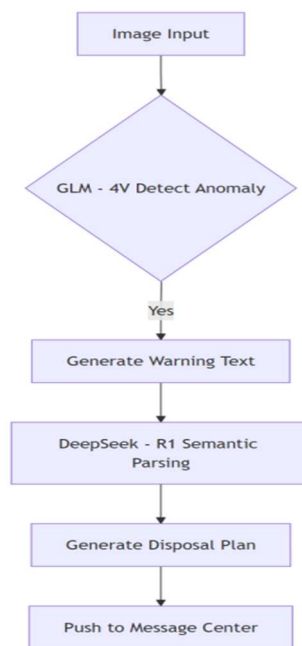 Image Input
GLM - 4V Detect Anomaly
Yes
Generate Warning Text
DeepSeek - R1 Semantic
Parsing
Generate Disposal Plan
Push to Message Center